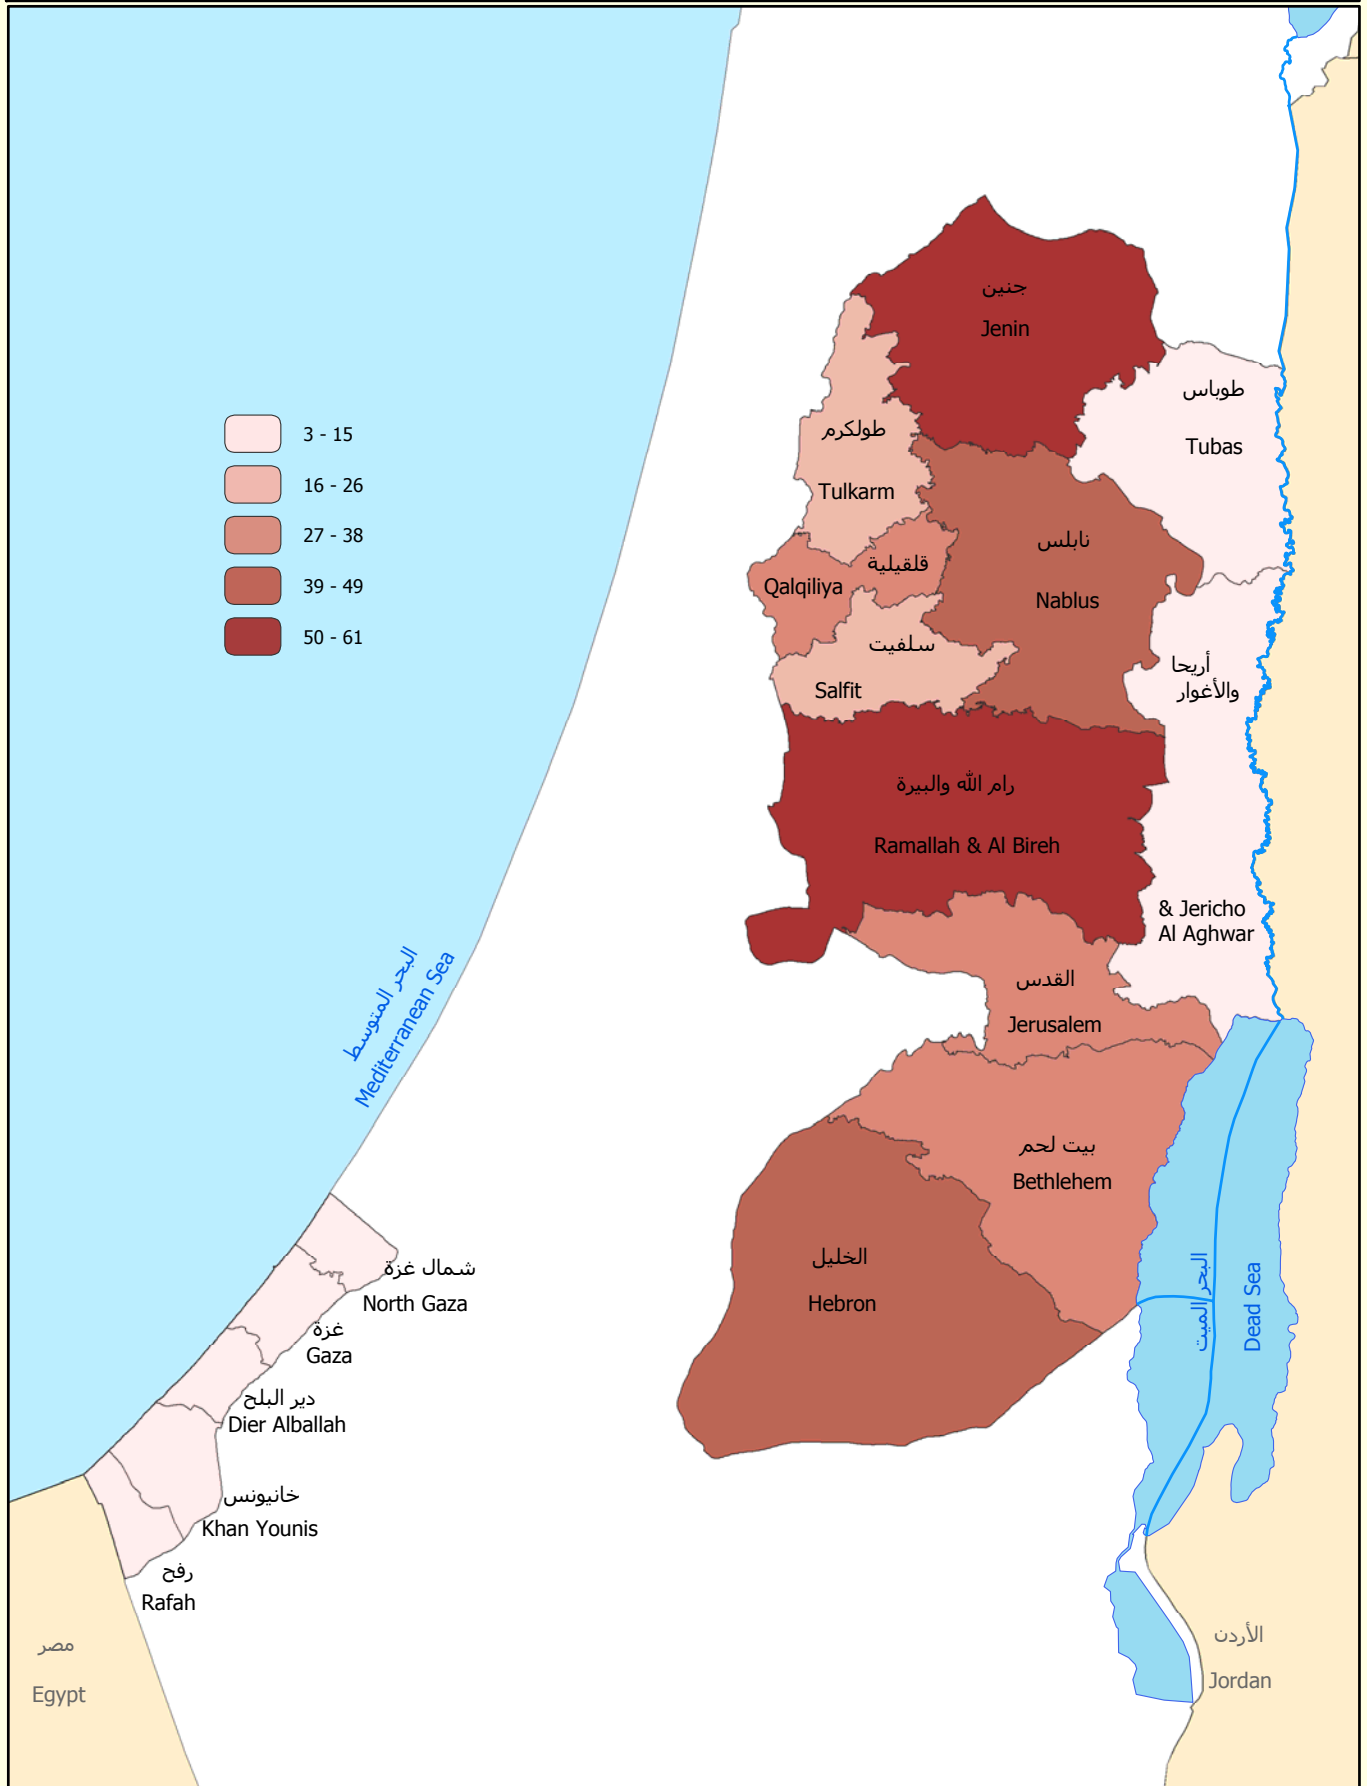 جنين
Jenin
طوباس
Tubas
3 - 15
16 - 26
27 - 38
39 - 49
50 - 61
طولكرم
Tulkarm
نابلس
Nablus
قلقيلية
Qalqiliya
سلفيت
Salfit
أريحا
والأغوار
رام الله والبيرة
Ramallah & Al Bireh
& Jericho
Al Aghwar
البحر المتوسط
Mediterranean Sea
القدس
Jerusalem
بيت لحم
Bethlehem
الخليل
Hebron
البحر الميت
Dead Sea
شمال غزة
North Gaza
غزة
Gaza
دير البلح
Dier Alballah
خانيونس
Khan Younis
رفح
Rafah
مصر
Egypt
الأردن
Jordan